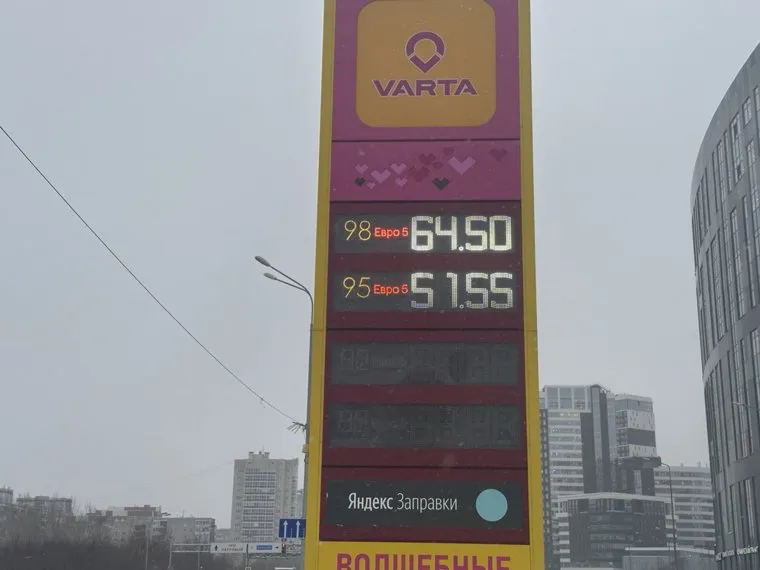 VARTA
98 Евро 5 64.50
95 Евро 5 51.55
Яндекс Заправки
ВОЛШЕБНЫЕ